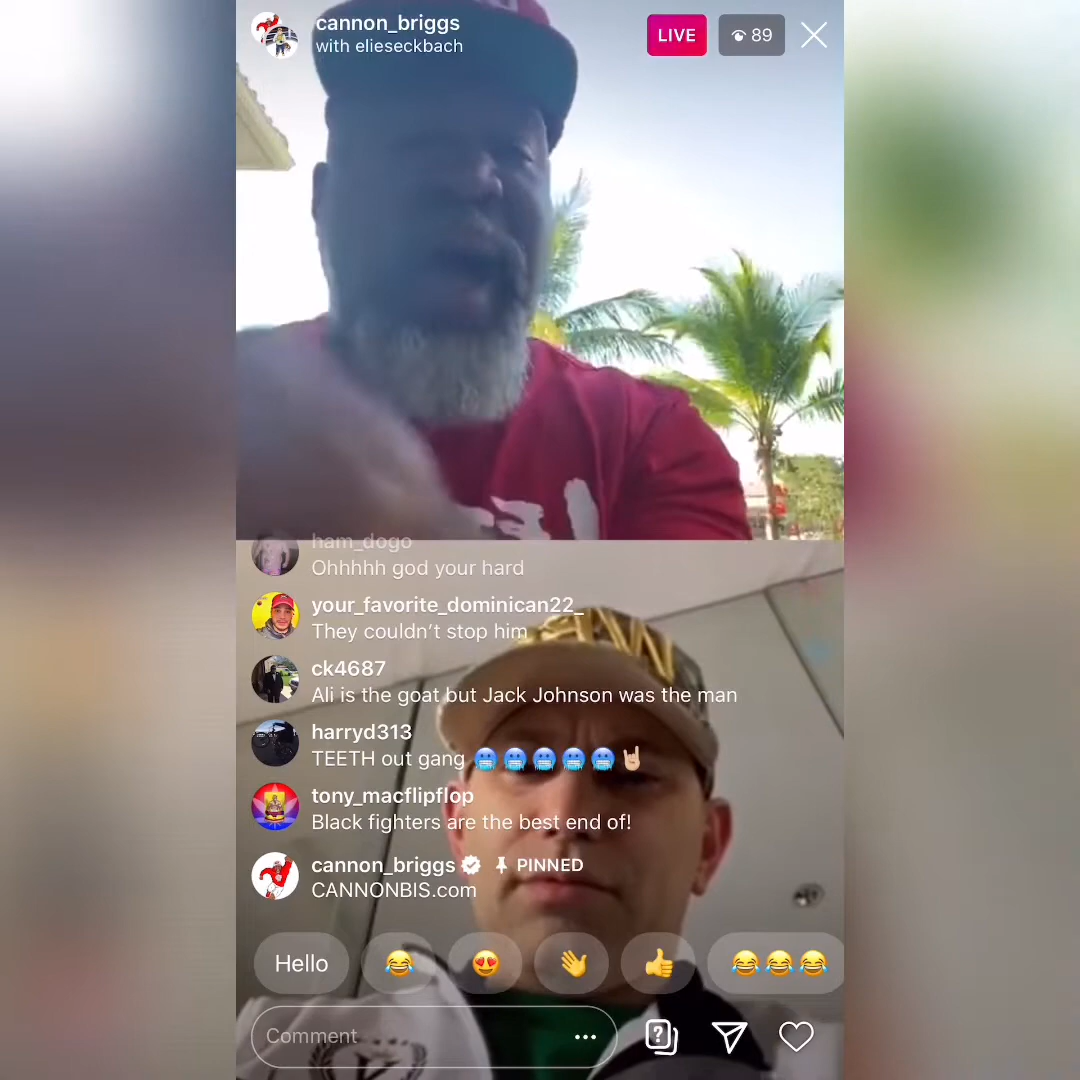 cannon_briggs
with elieseckbach
LIVE
89
ham_dogo
Ohhhhh god your hard
your_favorite_dominican22_
They couldn’t stop him
ck4687
Ali is the goat but Jack Johnson was the man
harryd313
TEETH out gang 🥶🥶🥶🥶🥶🤘🏼
tony_macflipflop
Black fighters are the best end of!
cannon_briggs PINNED
CANNONBIS.com
Hello 😂 😍 👋 👍 😂😂😂
Comment